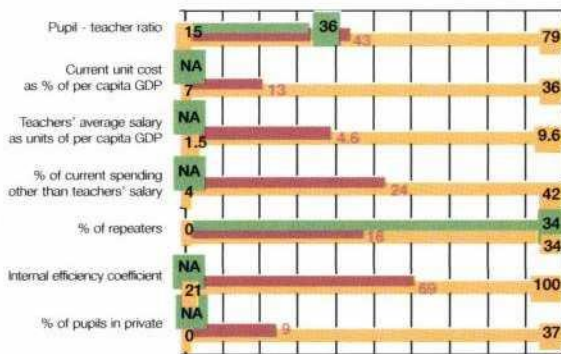 Pupil - teacher ratio
15
36
43
79
Current unit cost
as % of per capita GDP
NA
7
13
36
Teachers' average salary
as units of per capita GDP
NA
1.5
4.6
9.6
% of current spending
other than teachers' salary
NA
4
24
42
% of repeaters
0
16
34
34
Internal efficiency coefficient
NA
21
69
100
% of pupils in private
NA
0
9
37